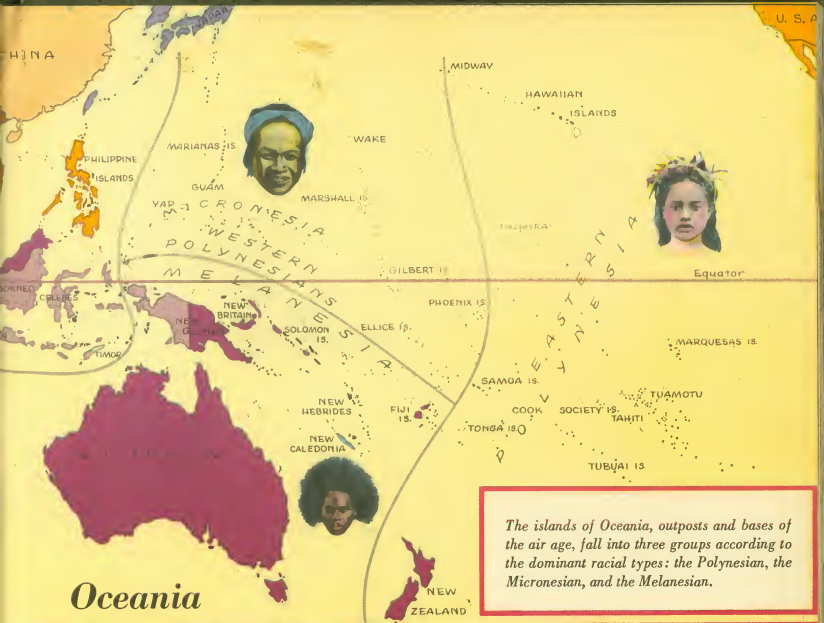 U. S. A
HINA
MIDWAY
HAWAIIAN
ISLANDS
PHILIPPINE
ISLANDS
MARIANAS IS.
WAKE
GUAM
MARSHALL IS.
YAP
MICRONESIA
WESTERN
POLYNESIANS
MELANESIA
EASTERN
POLYNESIA
GILBERT IS
Equator
BORNEO
CELEBES
PHOENIX IS.
NEW
BRITAIN
NEW
SOLOMON
IS.
ELLICE IS.
TIMOR
MARQUESAS IS.
SAMOA IS.
TUAMOTU
NEW
HEBRIDES
FIJI
IS.
COOK
SOCIETY IS.
TAHITI
TONGA IS.
NEW
CALEDONIA
TUBUAI IS.
The islands of Oceania, outposts and bases of
the air age, fall into three groups according to
the dominant racial types: the Polynesian, the
Micronesian, and the Melanesian.
Oceania
NEW
ZEALAND